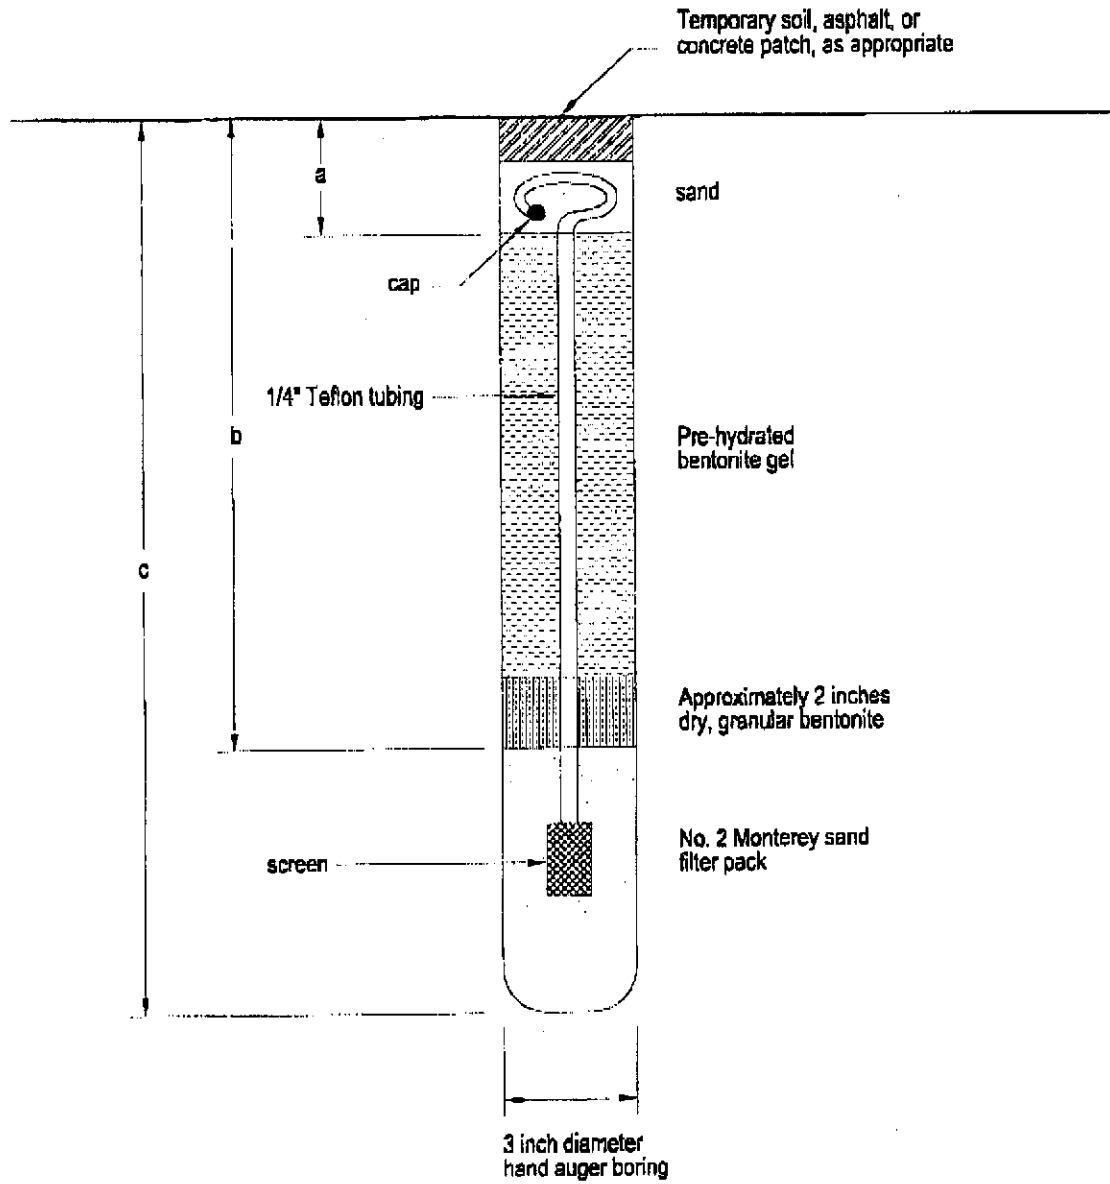 Temporary soil, asphalt, or
concrete patch, as appropriate
a
sand
cap
1/4" Teflon tubing
b
Pre-hydrated
bentonite gel
c
Approximately 2 inches
dry, granular bentonite
No. 2 Monterey sand
filter pack
screen
3 inch diameter
hand auger boring